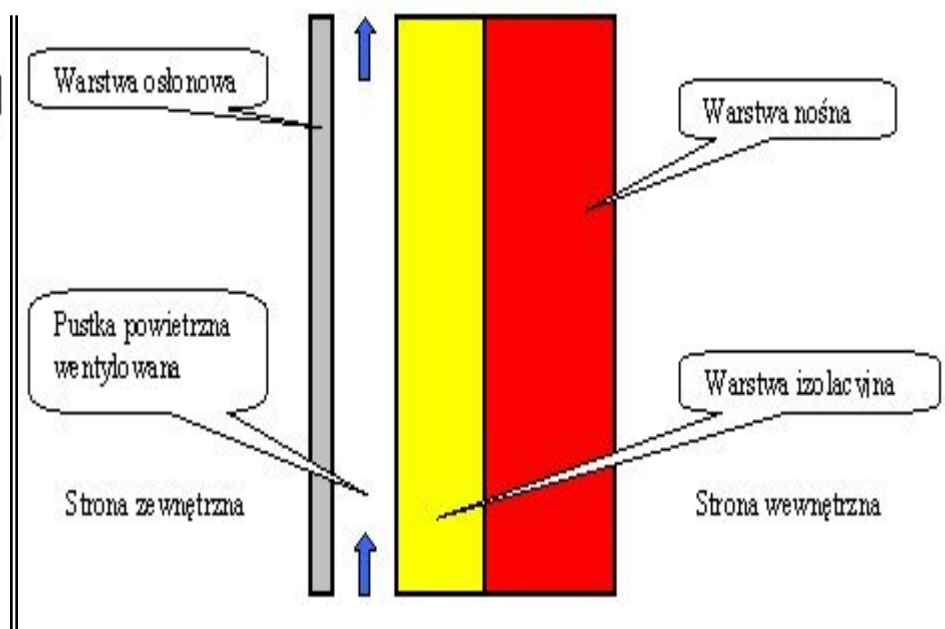 Warstwa osłonowa
Warstwa nośna
Pustka powietrzna
wentylowana
Warstwa izolacyjna
Strona zewnętrzna
Strona wewnętrzna